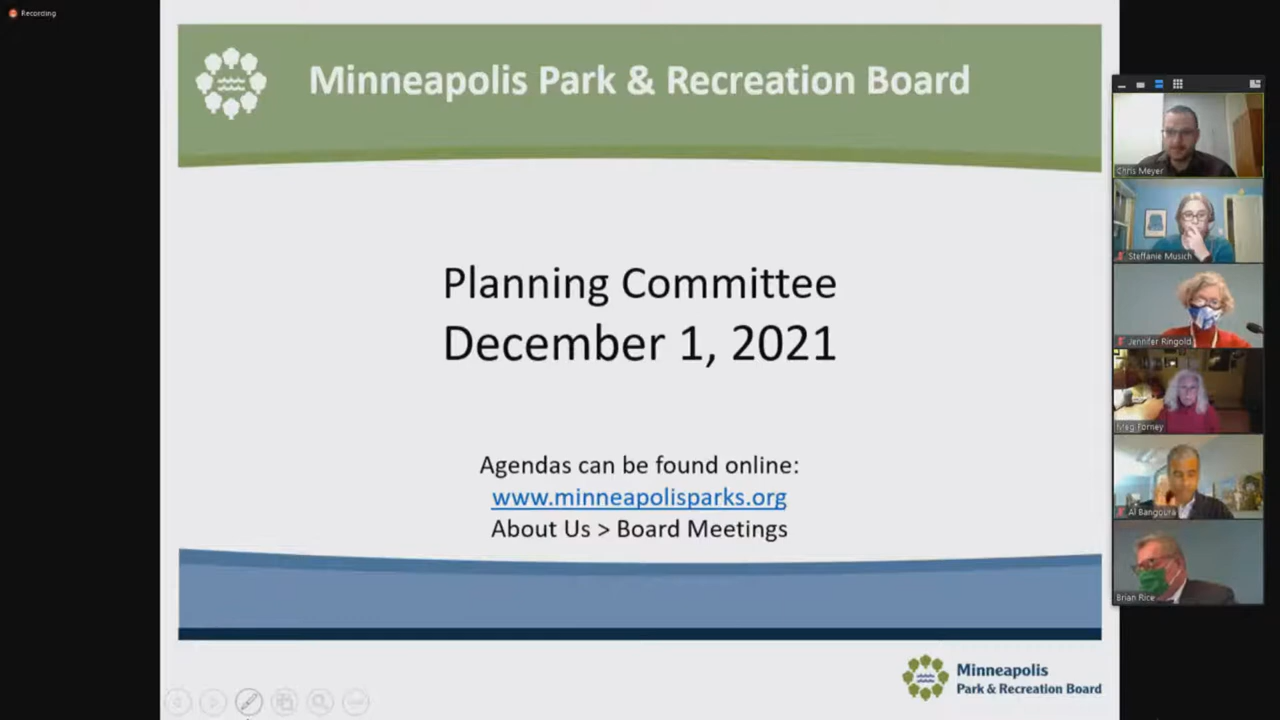 Recording
Minneapolis Park & Recreation Board
Planning Committee
December 1, 2021
Agendas can be found online:
www.minneapolisparks.org
About Us > Board Meetings
Minneapolis
Park & Recreation Board
Chris Meyer
Steffanie Musich
Jennifer Ringold
Meg Forney
Al Bangoura
Brian Rice